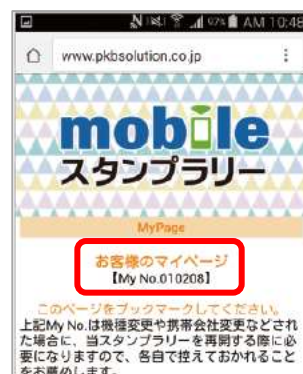 97% AM 10:48
www.pkbsolution.co.jp
mobile
スタンプラリー
MyPage
お客様のマイページ
【My No.010208】
このページをブックマークしてください。
上記My No.は機種変更や携帯会社変更などされ
た場合に、当スタンプラリーを再開する際に必
要になりますので、各自で控えておかれること
をお薦めします。